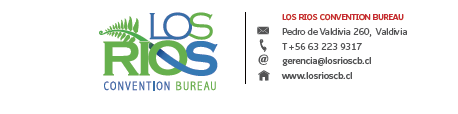 LOS
RIOS
CONVENTION BUREAU
LOS RIOS CONVENTION BUREAU
Pedro de Valdivia 260, Valdivia
T+56 63 223 9317
@ gerencia@losrioscb.cl
www.losrioscb.cl